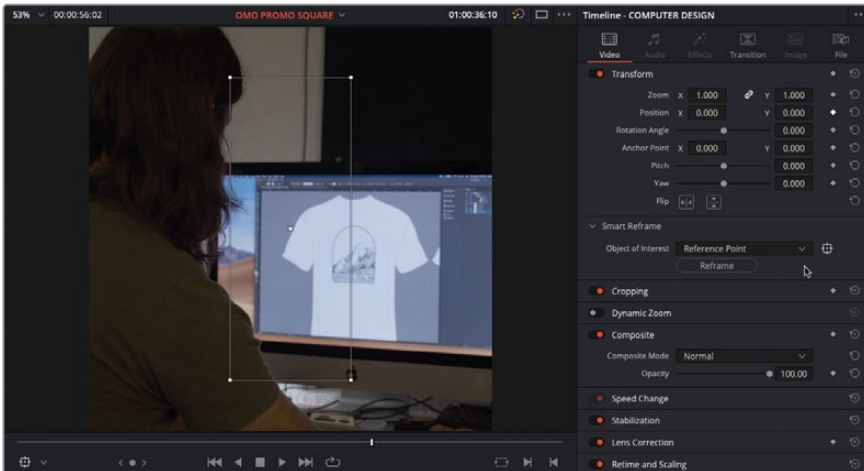 53% 00:00:56:02 OMO PROMO SQUARE 01:00:36:10
Timeline - COMPUTER DESIGN
Video Audio Effects Transition Image File
Transform
Zoom X 1.000 Y 1.000
Position X 0.000 Y 0.000
Rotation Angle 0.000
Anchor Point X 0.000 Y 0.000
Pitch 0.000
Yaw 0.000
Flip
Smart Reframe
Object of Interest Reference Point
Reframe
Cropping
Dynamic Zoom
Composite
Composite Mode Normal
Opacity 100.00
Speed Change
Stabilization
Lens Correction
Retime and Scaling